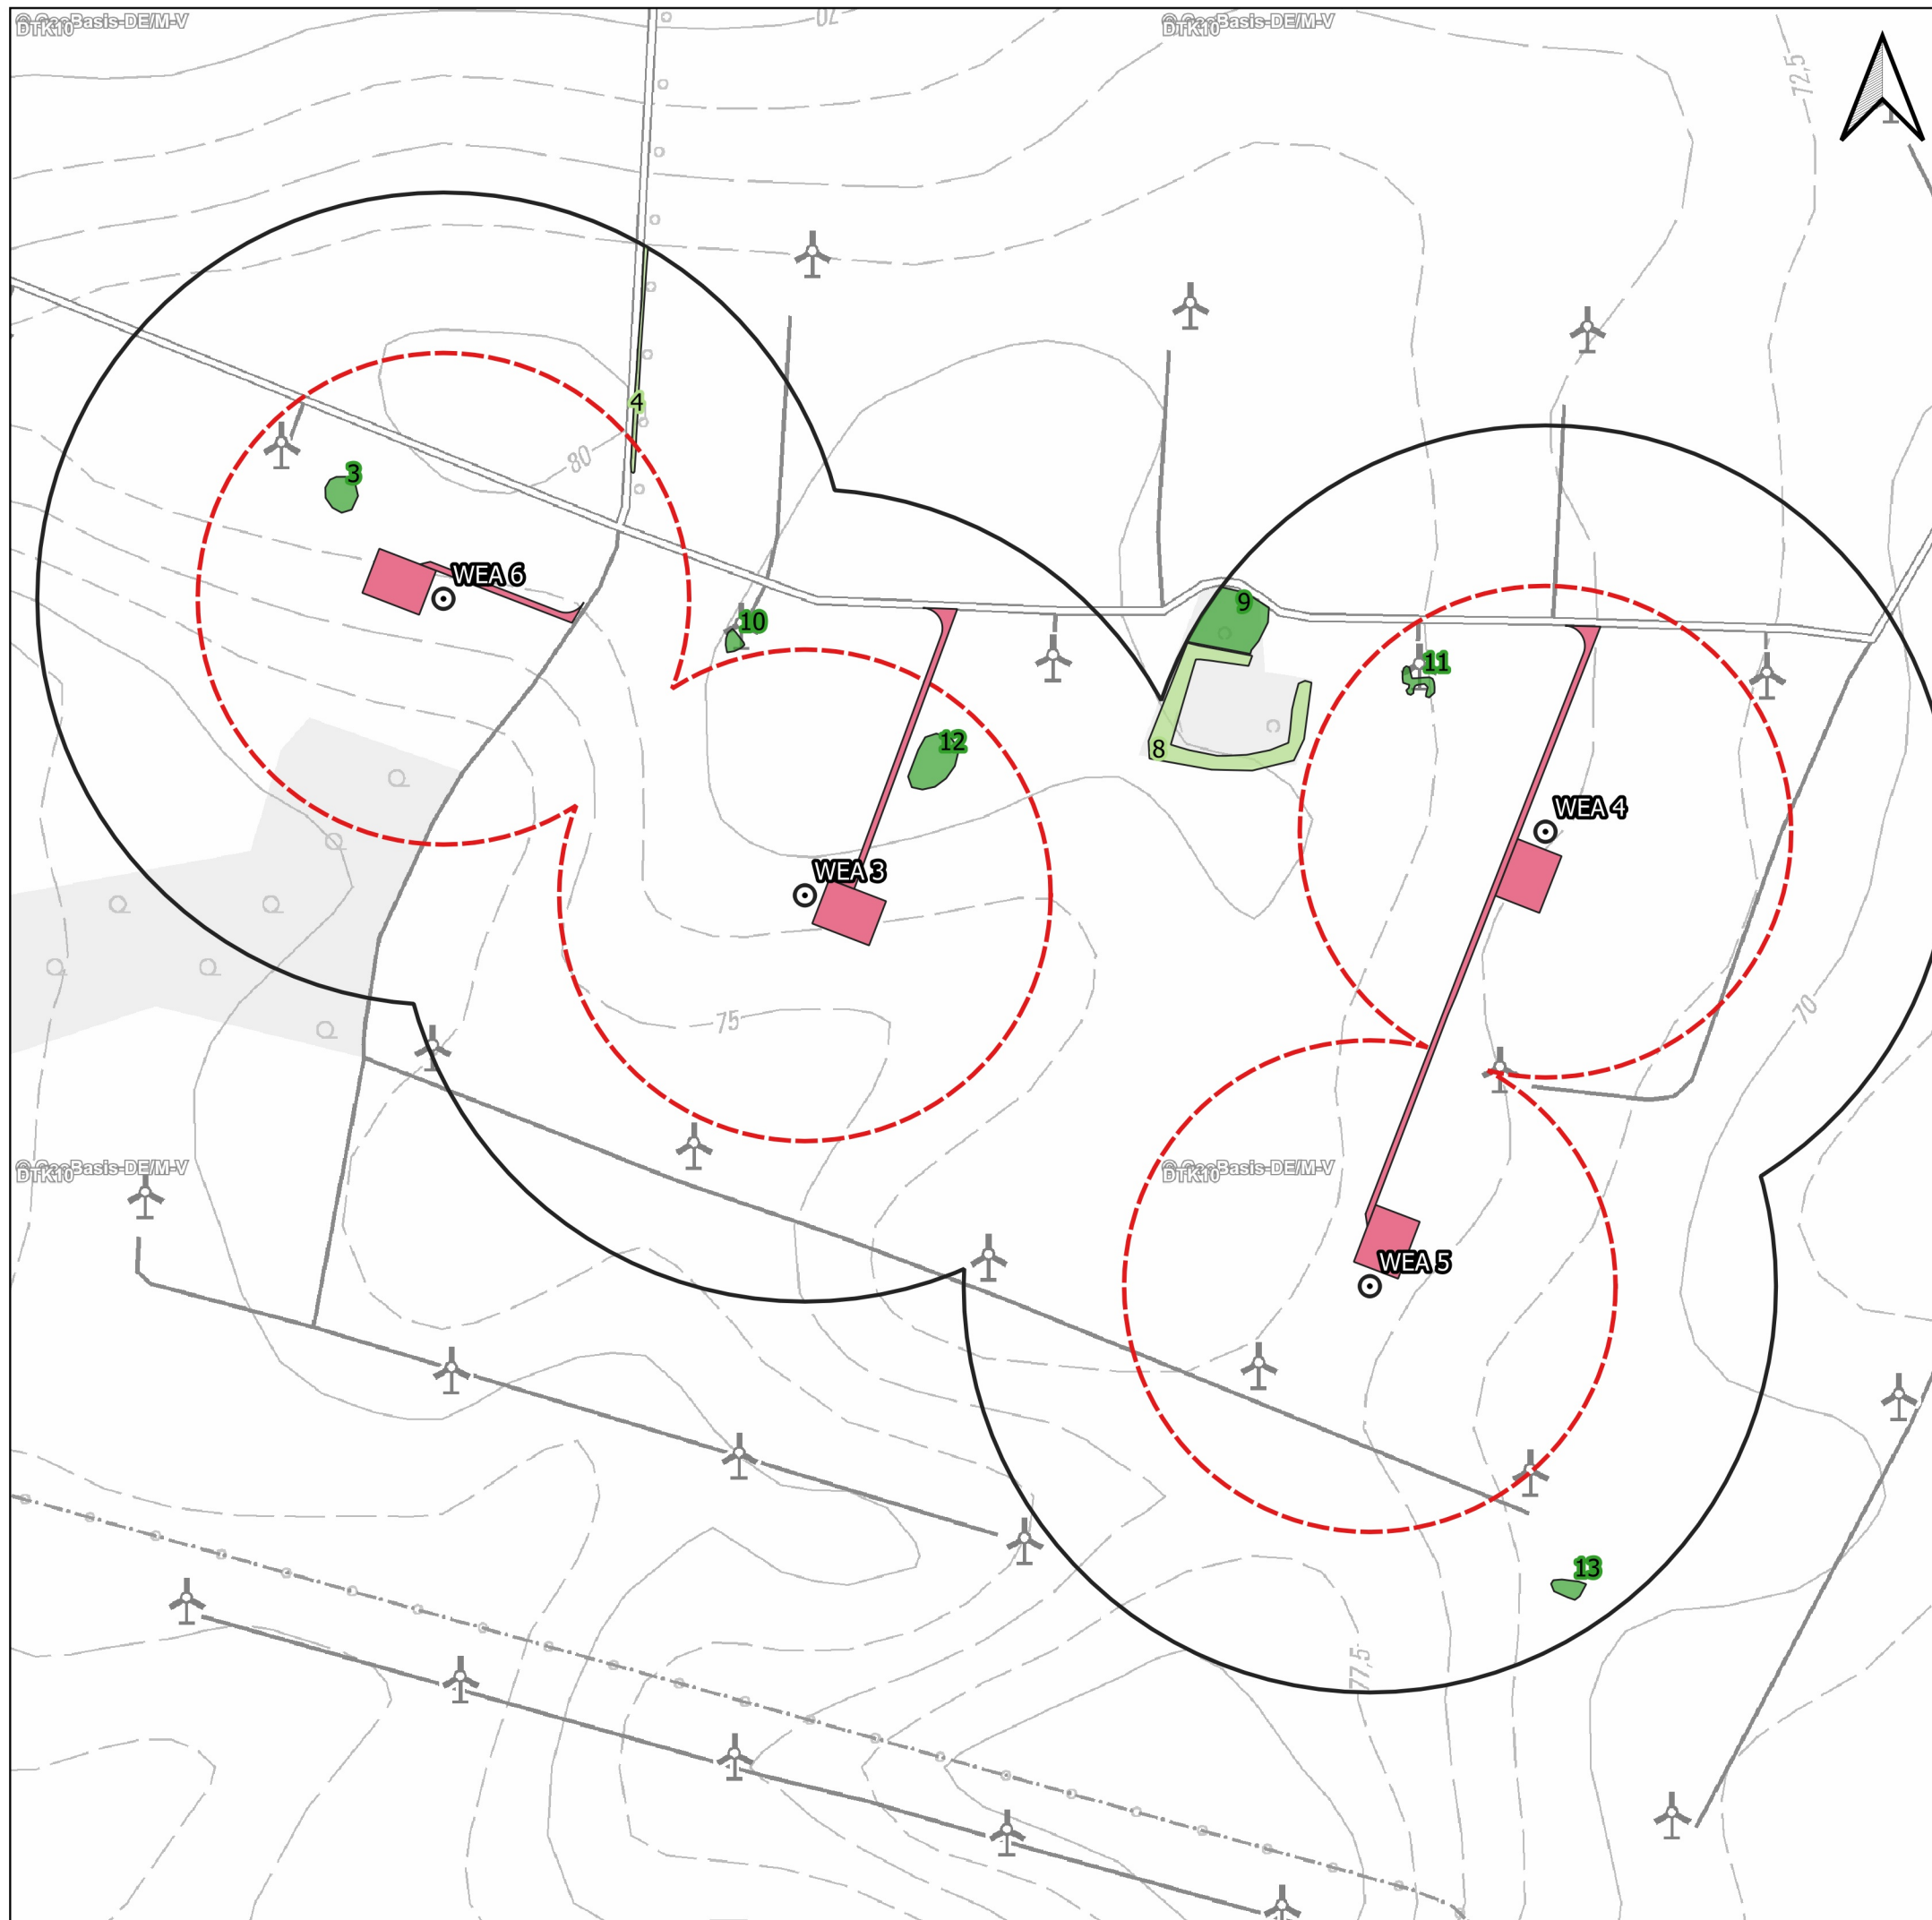 © GeoBasis-DE/M-V
DTK10
© GeoBasis-DE/M-V
DTK10
70
72,5
4
80
3
WEA 6
9
10
11
12
8
WEA 4
WEA 3
75
70
© GeoBasis-DE/M-V
DTK10
© GeoBasis-DE/M-V
DTK10
WEA 5
13
77,5